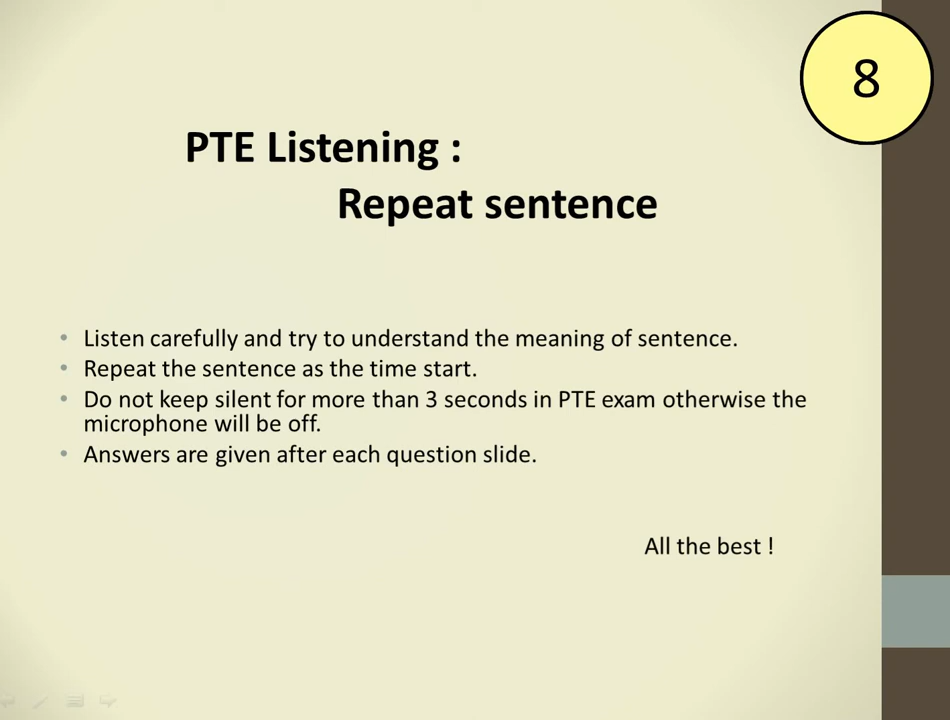 8
PTE Listening :
Repeat sentence
• Listen carefully and try to understand the meaning of sentence.
• Repeat the sentence as the time start.
• Do not keep silent for more than 3 seconds in PTE exam otherwise the
microphone will be off.
• Answers are given after each question slide.
All the best !